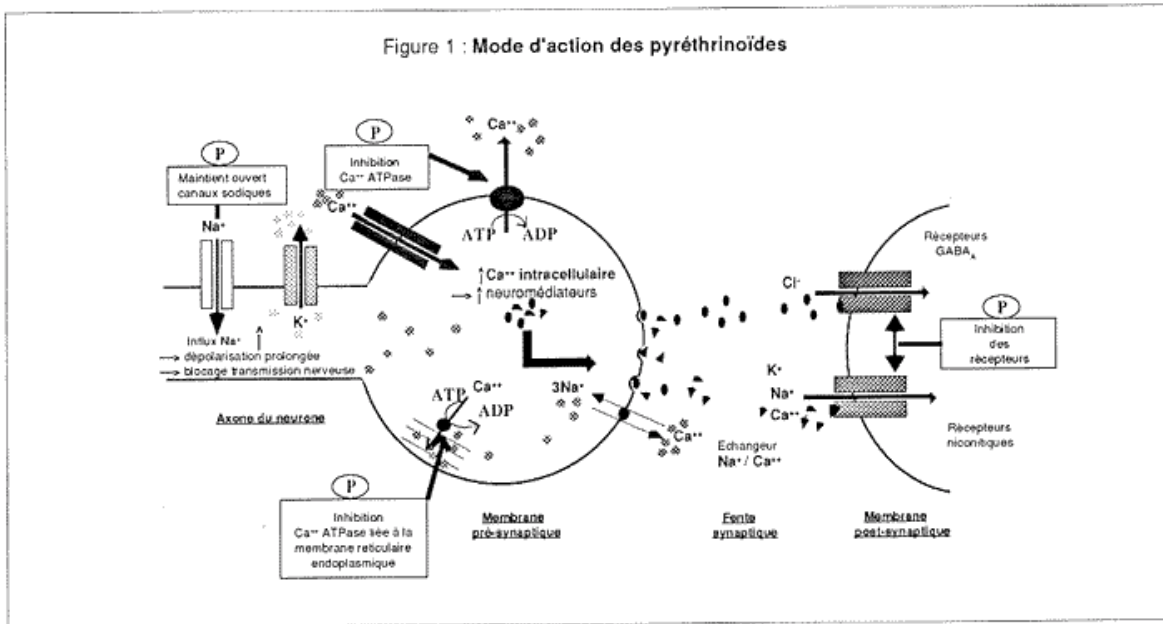 Figure 1 : Mode d'action des pyréthrinoïdes
P
Maintient ouvert
canaux sodiques
Na⁺
K⁺
Influx Na⁺ ↑
→ dépolarisation prolongée
→ blocage transmission nerveuse
Axone du neurone
P
Inhibition
Ca⁺⁺ ATPase
Ca⁺⁺
Ca⁺⁺
ATP
ADP
↑ Ca⁺⁺ intracellulaire
→ ↑ neuromédiateurs
ATP
Ca⁺⁺
ADP
P
Inhibition
Ca⁺⁺ ATPase liée à la
membrane reticulaire
endoplasmique
Membrane
pré-synaptique
3Na⁺
Ca⁺⁺
Echangeur
Na⁺ / Ca⁺⁺
Fente
synaptique
Récepteurs
GABA_A
Cl⁻
P
Inhibition
des
récepteurs
K⁺
Na⁺
Ca⁺⁺
Récepteurs
niconitiques
Membrane
post-synaptique